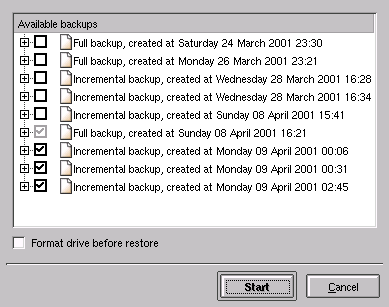 Available backups
Full backup, created at Saturday 24 March 2001 23:30
Full backup, created at Monday 26 March 2001 23:21
Incremental backup, created at Wednesday 28 March 2001 16:28
Incremental backup, created at Wednesday 28 March 2001 16:34
Incremental backup, created at Sunday 08 April 2001 15:41
Full backup, created at Sunday 08 April 2001 16:21
Incremental backup, created at Monday 09 April 2001 00:06
Incremental backup, created at Monday 09 April 2001 00:31
Incremental backup, created at Monday 09 April 2001 02:45
Format drive before restore
Start
Cancel